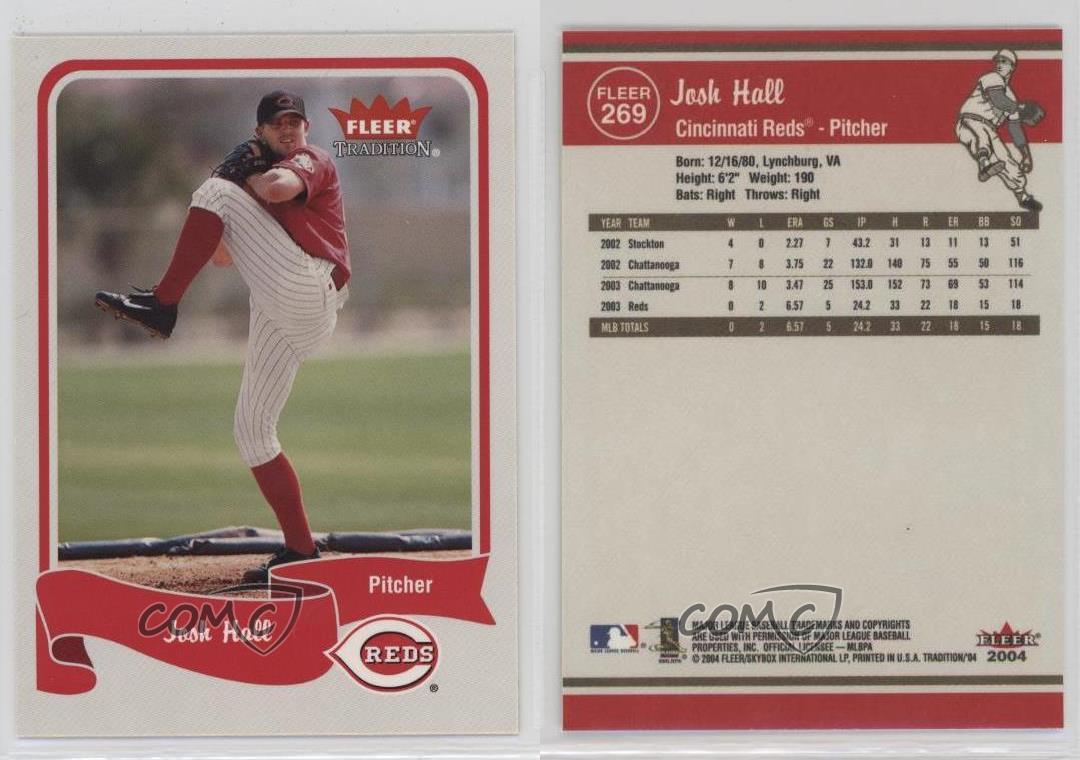 FLEER®
TRADITION®
Pitcher
Josh Hall
COMC
REDS®
FLEER
269
Josh Hall
Cincinnati Reds® - Pitcher
Born: 12/16/80, Lynchburg, VA
Height: 6'2" Weight: 190
Bats: Right Throws: Right
YEAR TEAM W L ERA GS IP H R ER BB SO
2002 Stockton 4 0 2.27 7 43.2 31 13 11 13 51
2002 Chattanooga 7 8 3.75 22 132.0 140 75 55 50 116
2003 Chattanooga 8 10 3.47 25 153.0 152 73 69 53 114
2003 Reds 0 2 6.57 5 24.2 33 22 18 15 18
MLB TOTALS 0 2 6.57 5 24.2 33 22 18 15 18
COMC
MAJOR LEAGUE BASEBALL TRADEMARKS AND COPYRIGHTS
ARE USED WITH PERMISSION OF MAJOR LEAGUE BASEBALL
PROPERTIES, INC. OFFICIAL LICENSEE — MLBPA
© 2004 FLEER/SKYBOX INTERNATIONAL LP, PRINTED IN U.S.A. TRADITION/'04
FLEER
2004